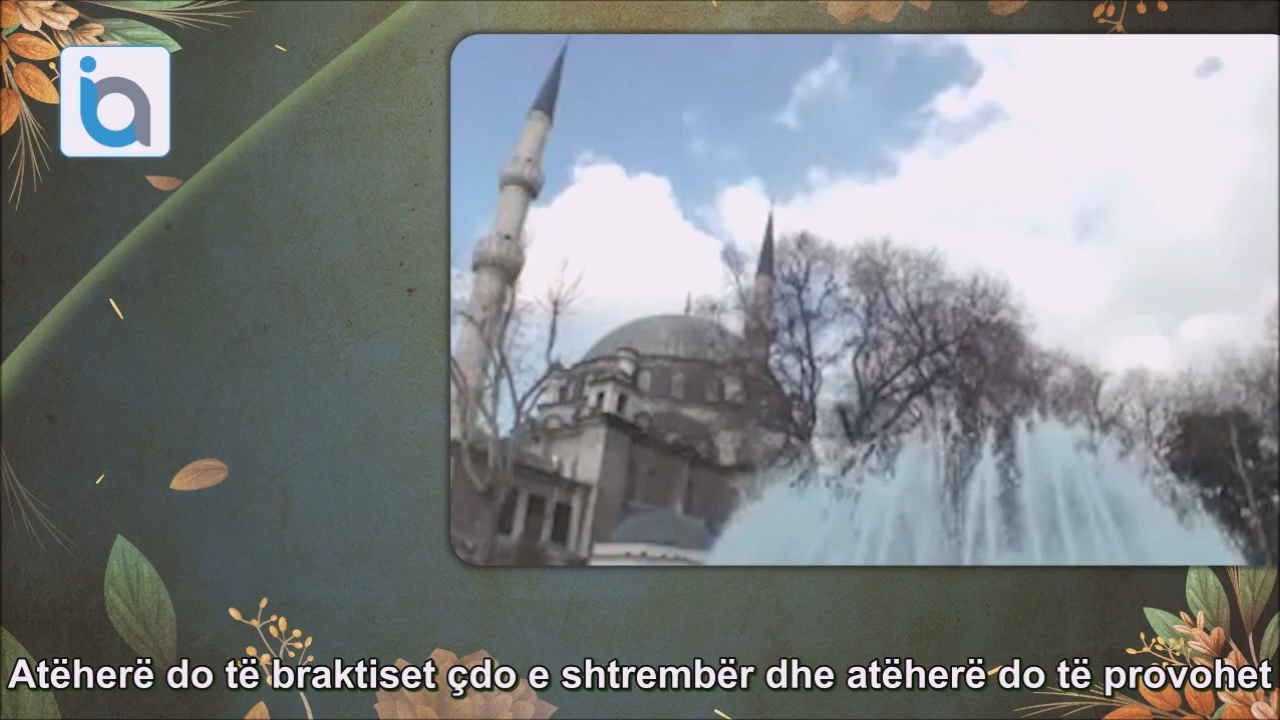 Atëherë do të braktiset çdo e shtrembër dhe atëherë do të provohet